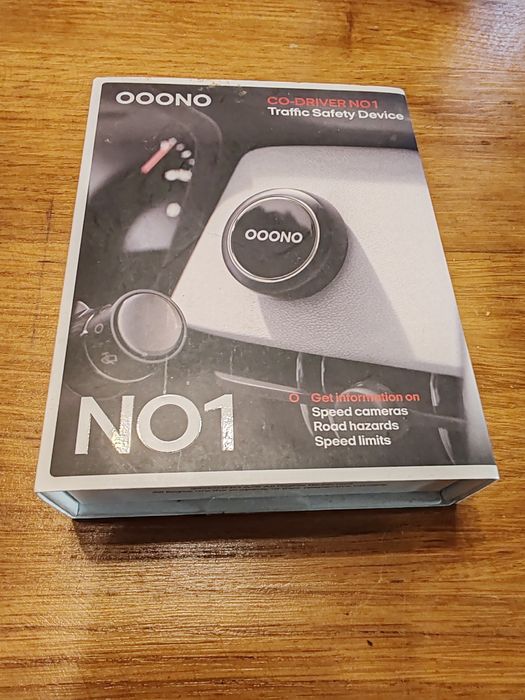 OOONO
CO-DRIVER NO1
Traffic Safety Device
OOONO
NO1
Get information on
Speed cameras
Road hazards
Speed limits